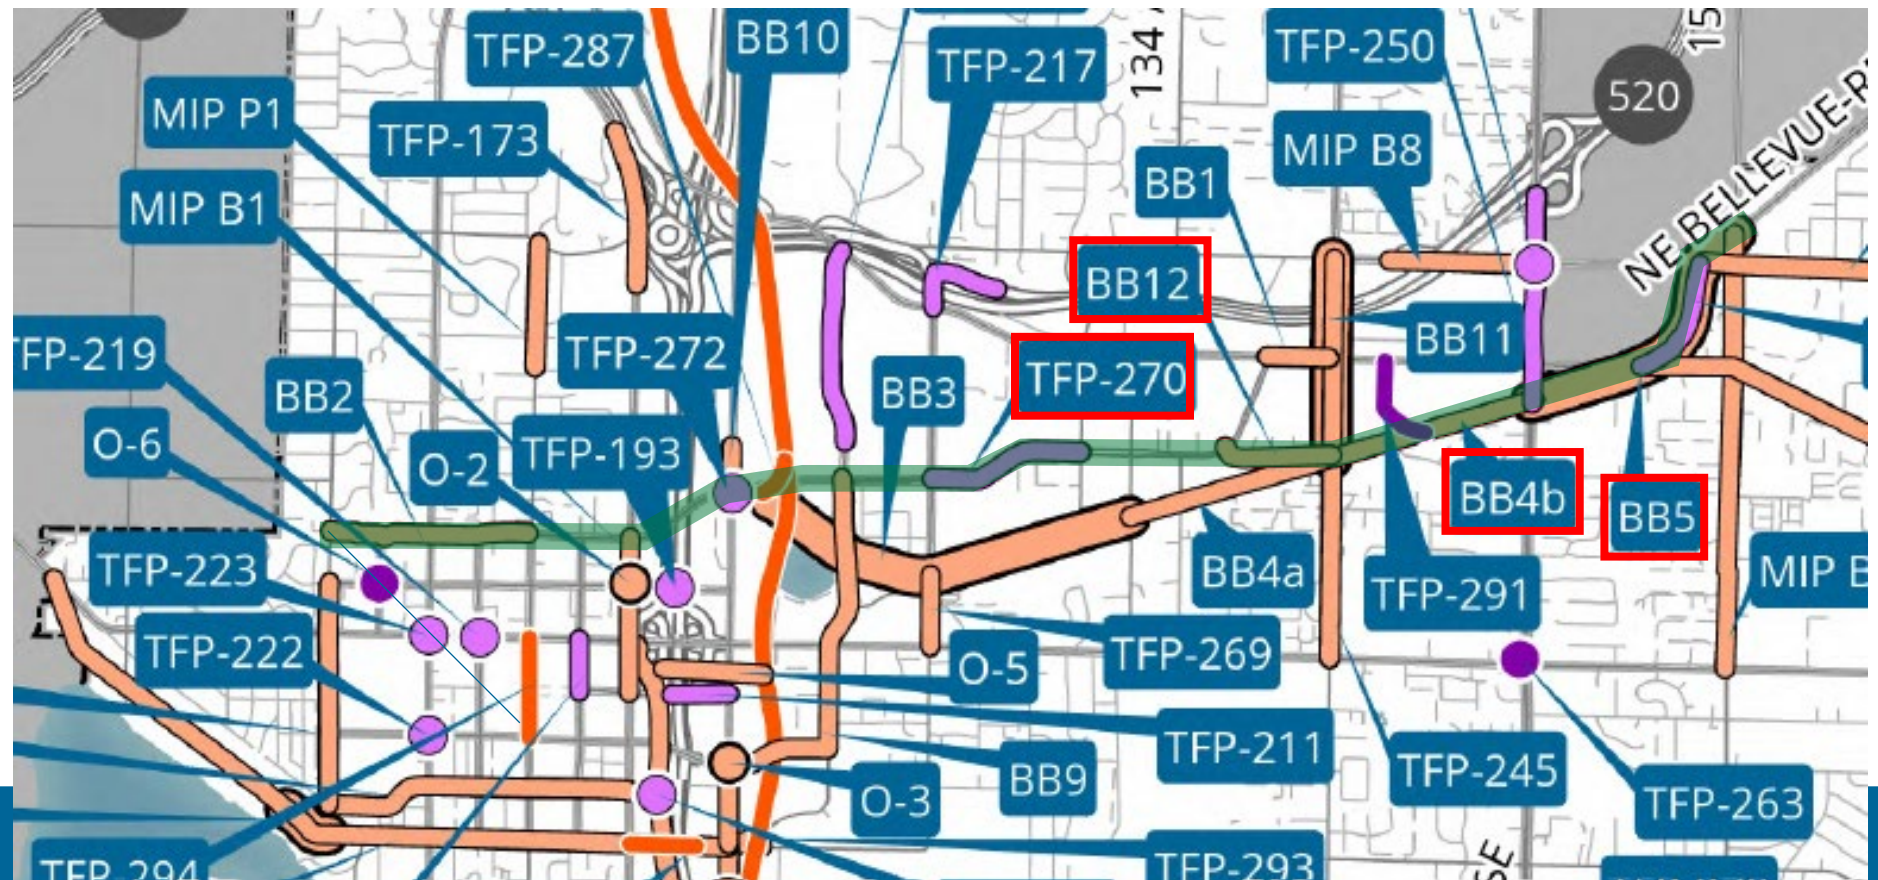 TFP-287
BB10
TFP-217
134
TFP-250
15
520
MIP P1
TFP-173
MIP B8
NE BELLEVUE-R
BB1
MIP B1
BB12
TFP-219
TFP-272
BB11
BB2
BB3
TFP-270
O-6
O-2
TFP-193
BB4b
BB5
TFP-223
BB4a
TFP-291
MIP B
TFP-222
O-5
TFP-269
TFP-211
BB9
TFP-245
O-3
TFP-263
TFP-294
TFP-293
SE